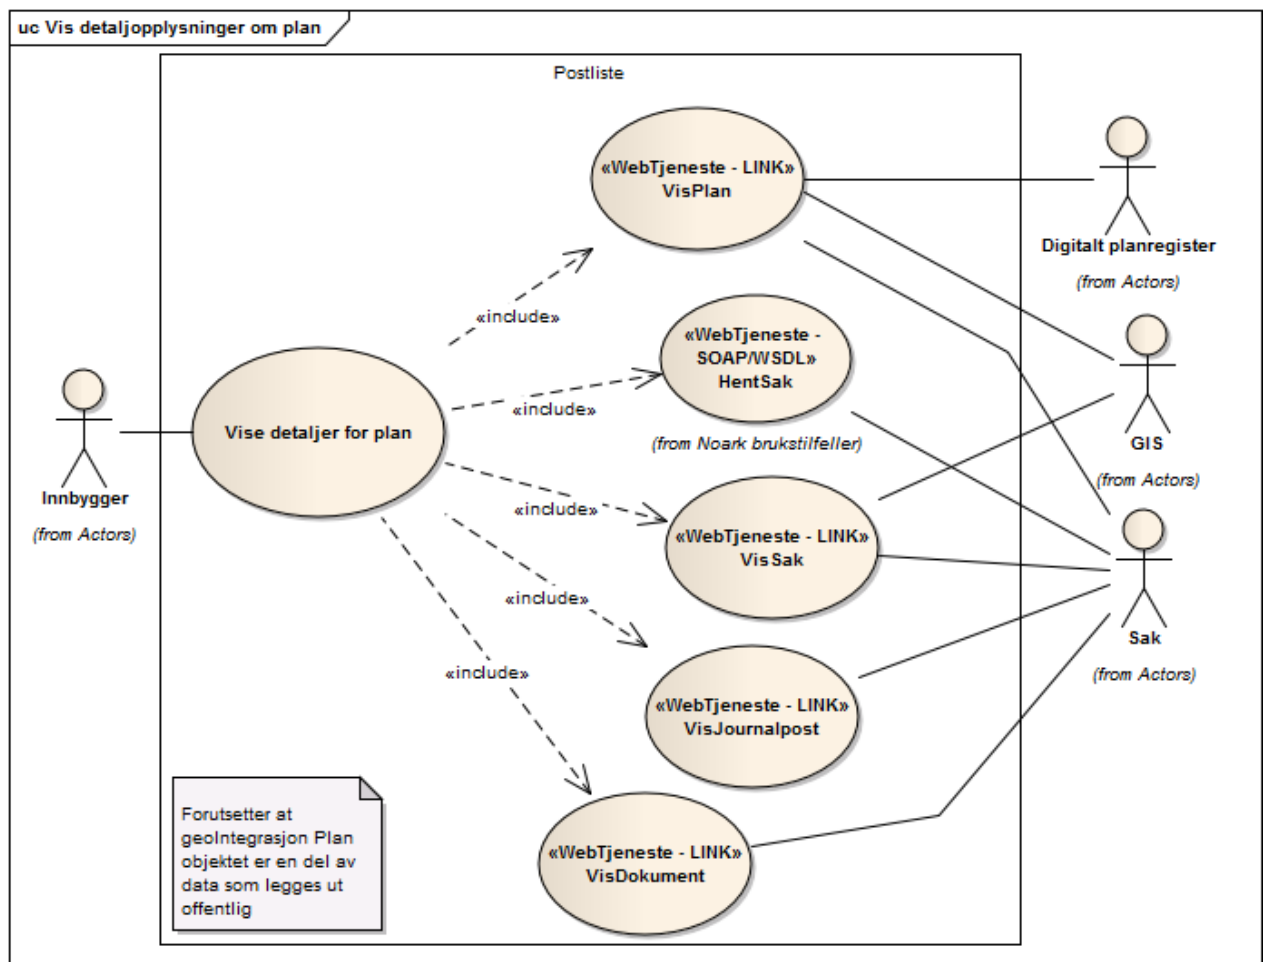 uc Vis detaljopplysninger om plan
Postliste
«WebTjeneste - LINK»
VisPlan
Digitalt planregister
(from Actors)
«include»
«WebTjeneste -
SOAP/WSDL»
HentSak
(from Noark brukstilfeller)
«include»
GIS
(from Actors)
Vise detaljer for plan
Innbygger
(from Actors)
«include»
«WebTjeneste - LINK»
VisSak
«include»
Sak
(from Actors)
«include»
«WebTjeneste - LINK»
VisJournalpost
Forutsetter at
geoIntegrasjon Plan
objektet er en del av
data som legges ut
offentlig
«WebTjeneste - LINK»
VisDokument